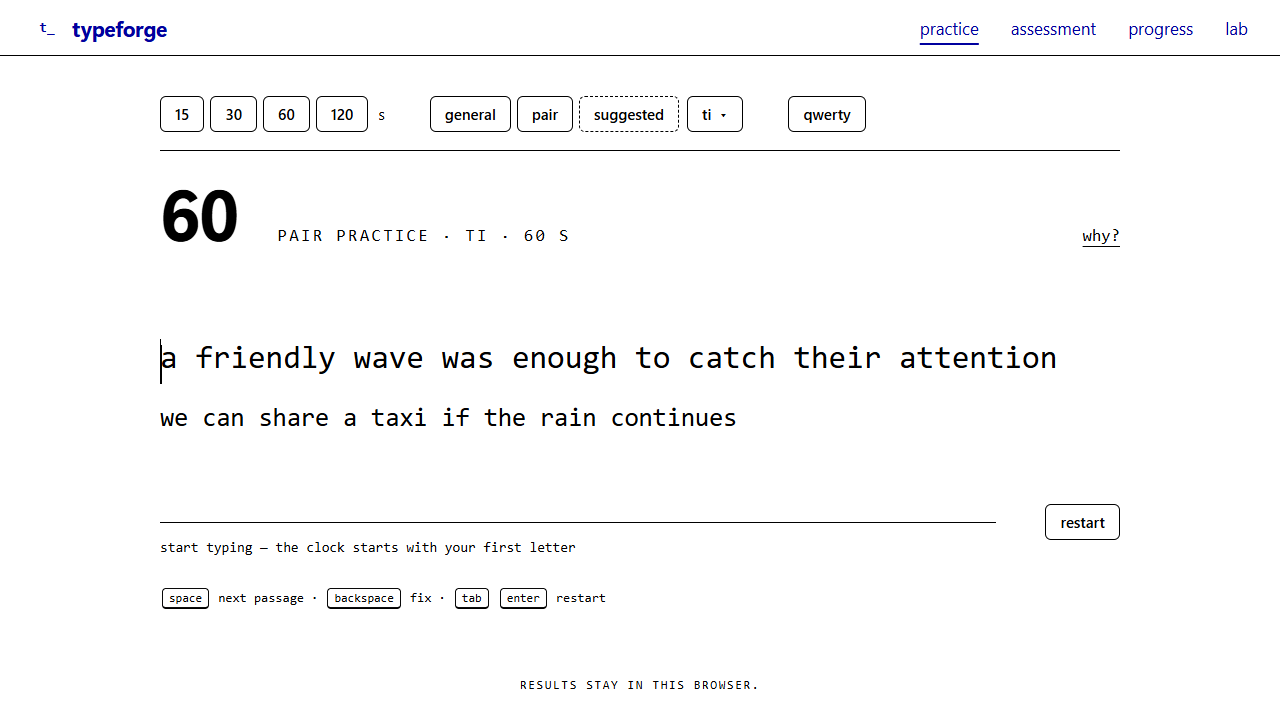 t_ typeforge practice assessment progress lab
15 30 60 120 s general pair suggested ti ▾ qwerty
60 PAIR PRACTICE · TI · 60 S why?
a friendly wave was enough to catch their attention
we can share a taxi if the rain continues
restart
start typing — the clock starts with your first letter
space next passage · backspace fix · tab enter restart
RESULTS STAY IN THIS BROWSER.